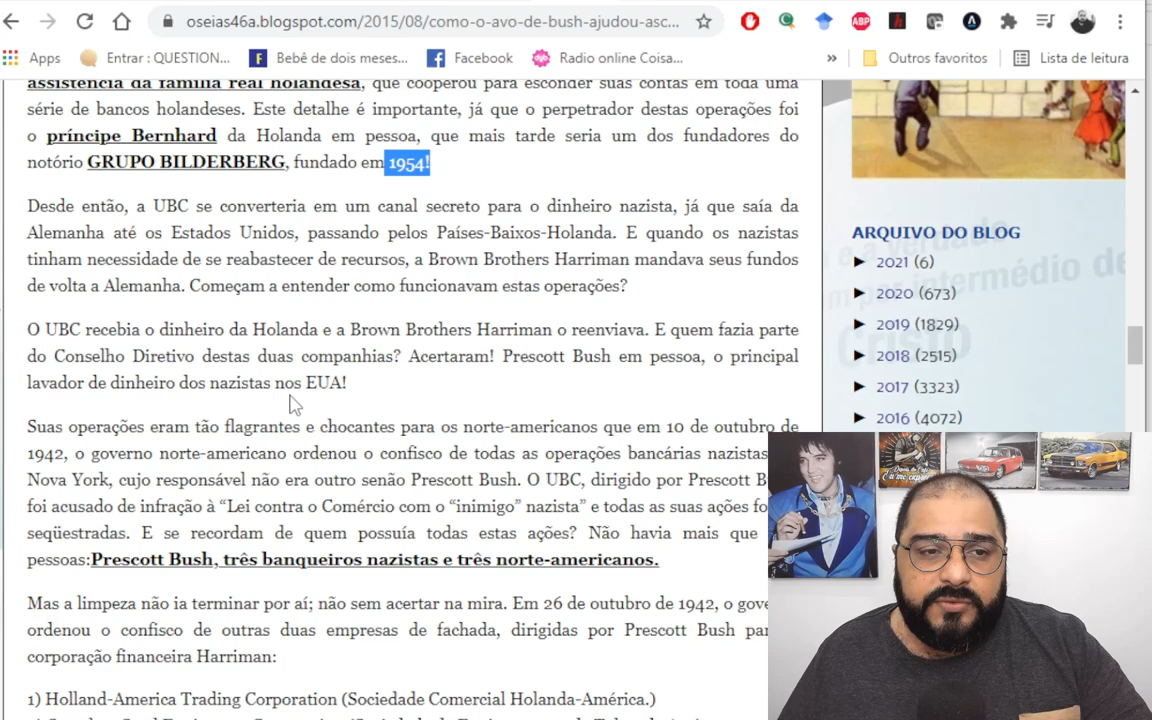 oseias46a.blogspot.com/2015/08/como-o-avo-de-bush-ajudou-asc...
Apps Entrar : QUESTION... Bebê de dois meses... Facebook Radio online Coisa... » Outros favoritos Lista de leitura
assistência da família real holandesa, que cooperou para esconder suas contas em toda uma
série de bancos holandeses. Este detalhe é importante, já que o perpetrador destas operações foi
o príncipe Bernhard da Holanda em pessoa, que mais tarde seria um dos fundadores do
notório GRUPO BILDERBERG, fundado em 1954!
Desde então, a UBC se converteria em um canal secreto para o dinheiro nazista, já que saía da
Alemanha até os Estados Unidos, passando pelos Países-Baixos-Holanda. E quando os nazistas
tinham necessidade de se reabastecer de recursos, a Brown Brothers Harriman mandava seus fundos
de volta a Alemanha. Começam a entender como funcionavam estas operações?
O UBC recebia o dinheiro da Holanda e a Brown Brothers Harriman o reenviava. E quem fazia parte
do Conselho Diretivo destas duas companhias? Acertaram! Prescott Bush em pessoa, o principal
lavador de dinheiro dos nazistas nos EUA!
Suas operações eram tão flagrantes e chocantes para os norte-americanos que em 10 de outubro de
1942, o governo norte-americano ordenou o confisco de todas as operações bancárias nazistas
Nova York, cujo responsável não era outro senão Prescott Bush. O UBC, dirigido por Prescott B
foi acusado de infração à “Lei contra o Comércio com o “inimigo” nazista” e todas as suas ações fo
seqüestradas. E se recordam de quem possuía todas estas ações? Não havia mais que
pessoas:Prescott Bush, três banqueiros nazistas e três norte-americanos.
Mas a limpeza não ia terminar por aí; não sem acertar na mira. Em 26 de outubro de 1942, o gove
ordenou o confisco de outras duas empresas de fachada, dirigidas por Prescott Bush par
corporação financeira Harriman:
1) Holland-America Trading Corporation (Sociedade Comercial Holanda-América.)
ARQUIVO DO BLOG
► 2021 (6)
► 2020 (673)
► 2019 (1829)
► 2018 (2515)
► 2017 (3323)
► 2016 (4072)
e a verdade
m por intermédio de
Cristo
ABP